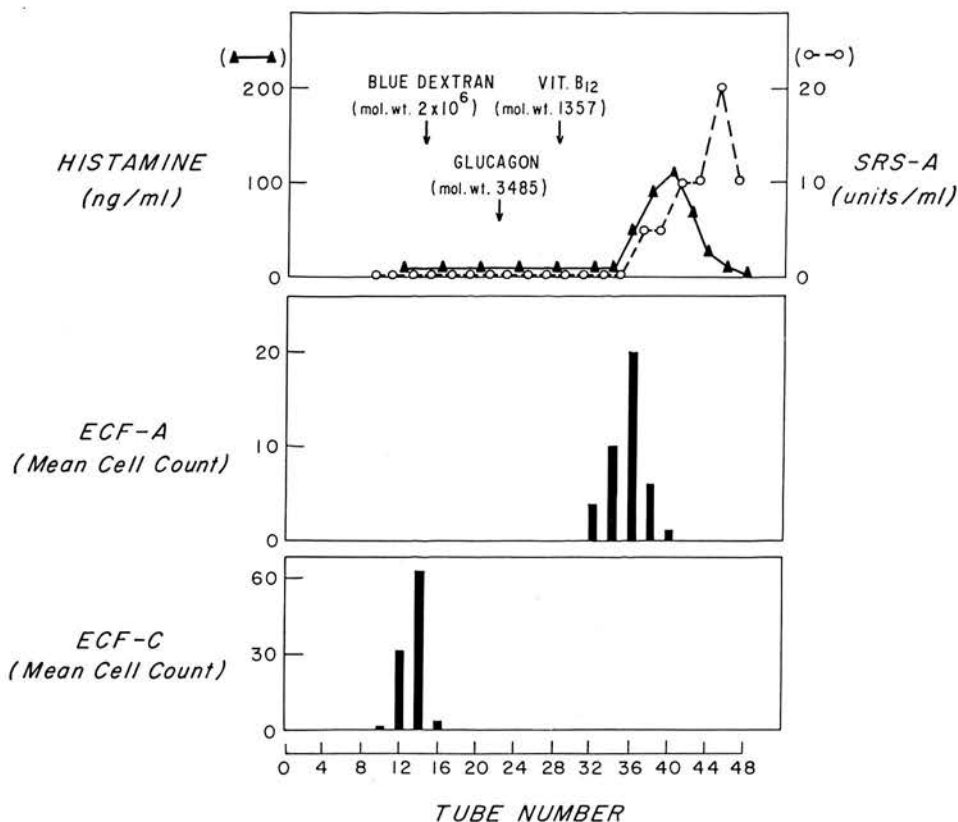 (▲—▲)
(o--o)
BLUE DEXTRAN
(mol. wt. 2 x 10⁶)
VIT. B₁₂
(mol. wt. 1357)
GLUCAGON
(mol. wt. 3485)
HISTAMINE
(ng/ml)
200
100
0
20
10
0
SRS-A
(units/ml)
ECF-A
(Mean Cell Count)
20
10
0
ECF-C
(Mean Cell Count)
60
30
0
0 4 8 12 16 20 24 28 32 36 40 44 48
TUBE NUMBER